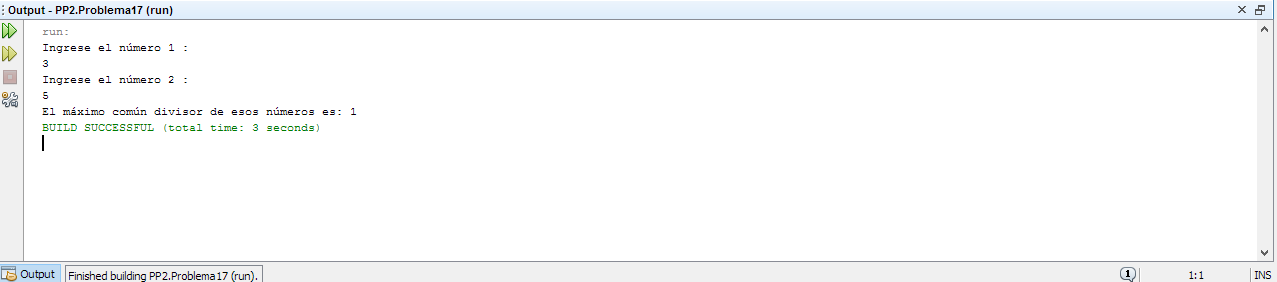 Output - PP2.Problema17 (run)
run:
Ingrese el número 1 :
3
Ingrese el número 2 :
5
El máximo común divisor de esos números es: 1
BUILD SUCCESSFUL (total time: 3 seconds)
Output
Finished building PP2.Problema17 (run).
1
1:1
INS